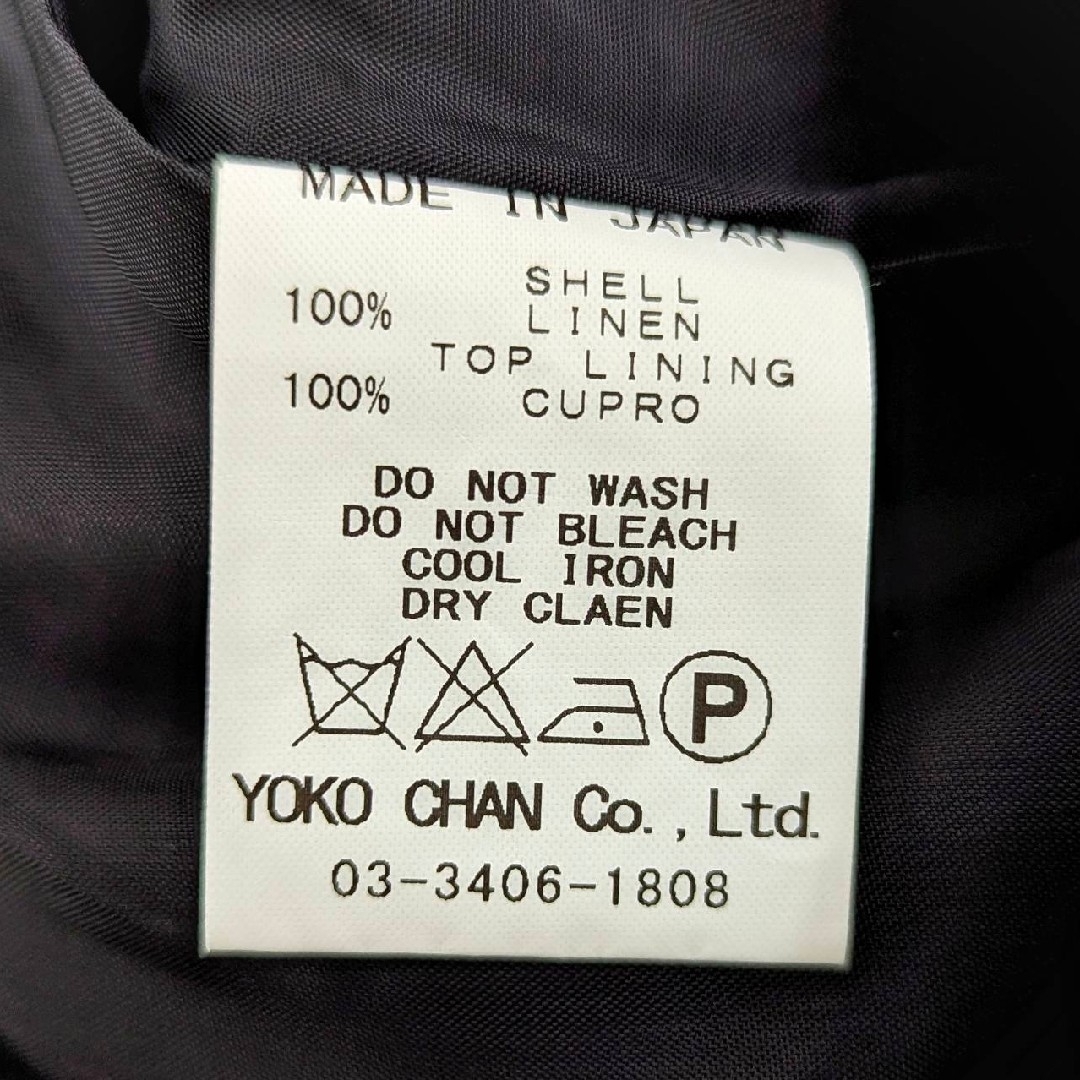 MADE IN JAPAN
SHELL
100% LINEN
TOP LINING
100% CUPRO
DO NOT WASH
DO NOT BLEACH
COOL IRON
DRY CLAEN
P
YOKO CHAN Co., Ltd.
03-3406-1808